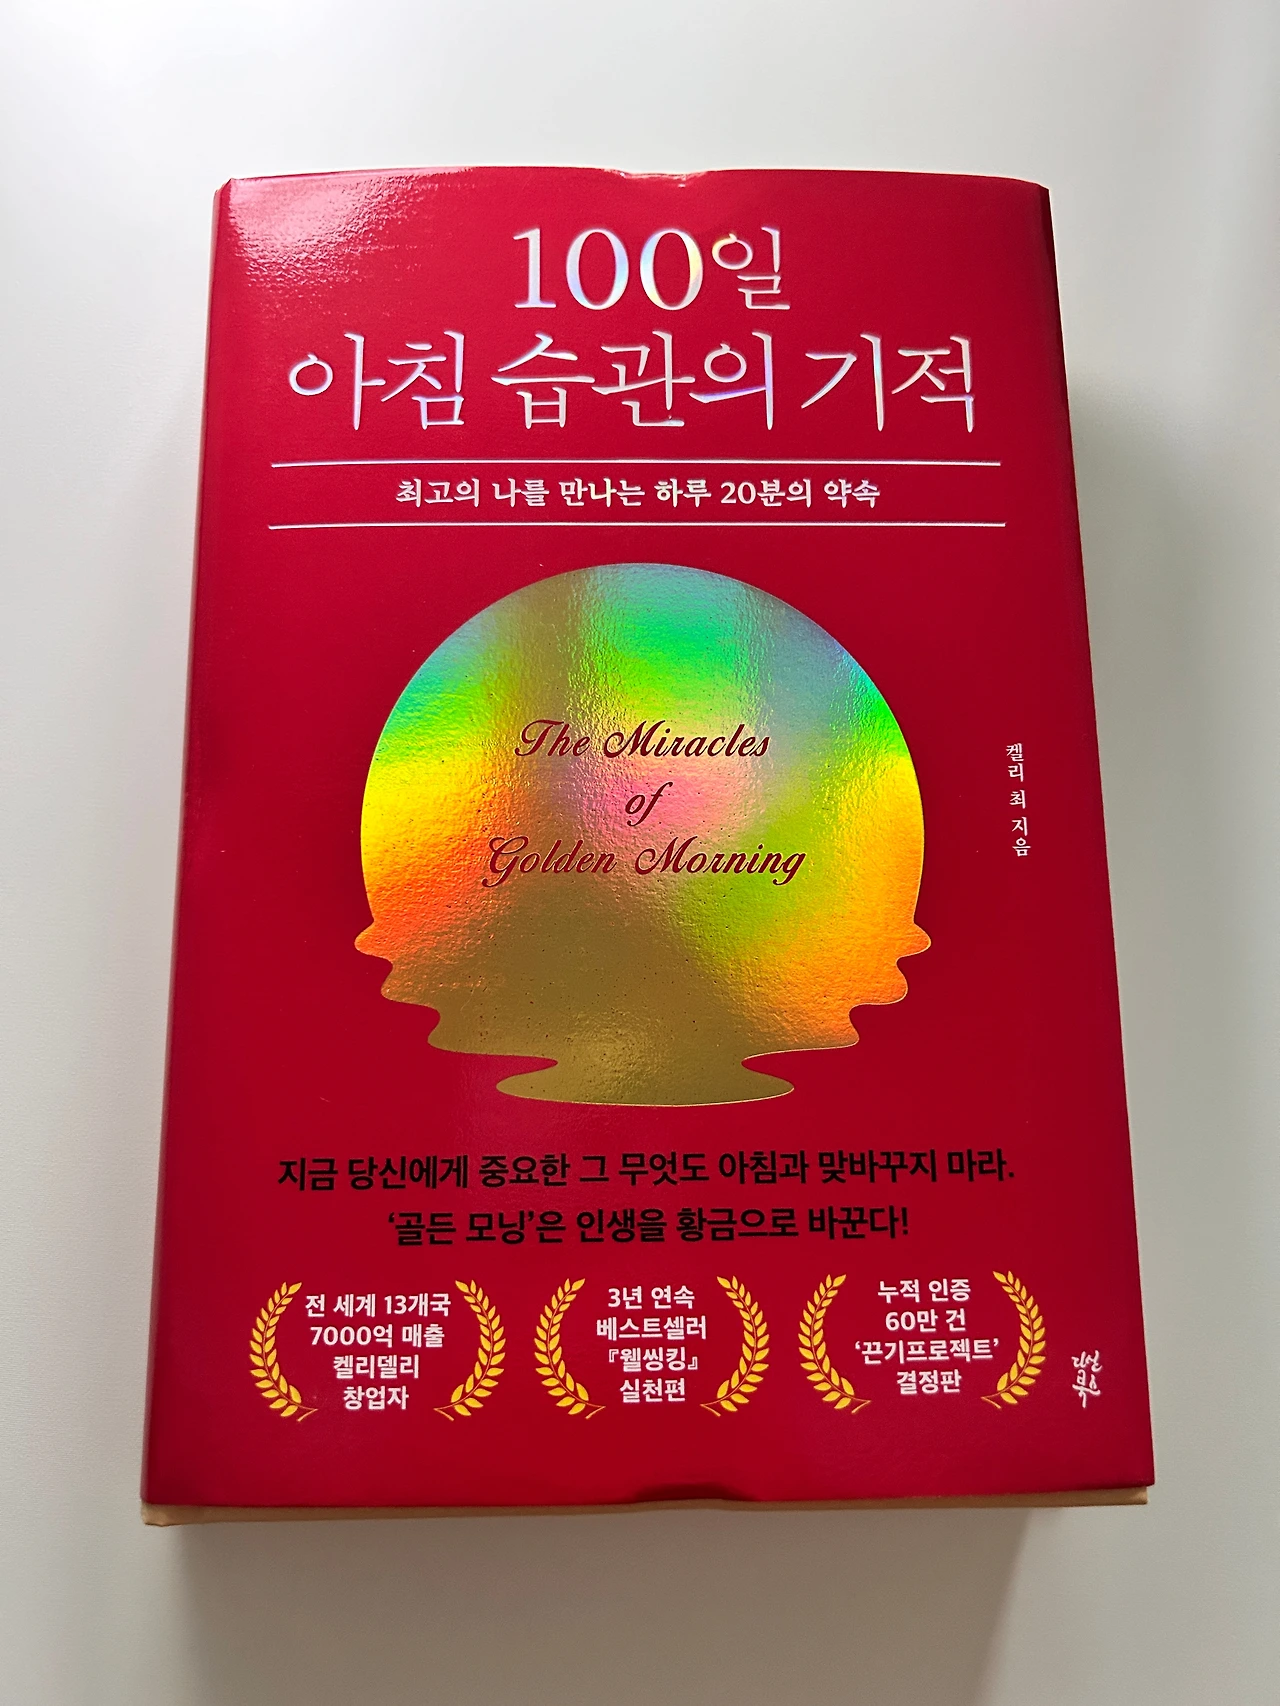 100일
아침 습관의 기적
최고의 나를 만나는 하루 20분의 약속
The Miracles
of
Golden Morning
켈리 최 지음
지금 당신에게 중요한 그 무엇도 아침과 맞바꾸지 마라.
‘골든 모닝’은 인생을 황금으로 바꾼다!
전 세계 13개국
7000억 매출
켈리델리
창업자
3년 연속
베스트셀러
『웰씽킹』
실천편
누적 인증
60만 건
‘끈기프로젝트’
결정판
다산
북스